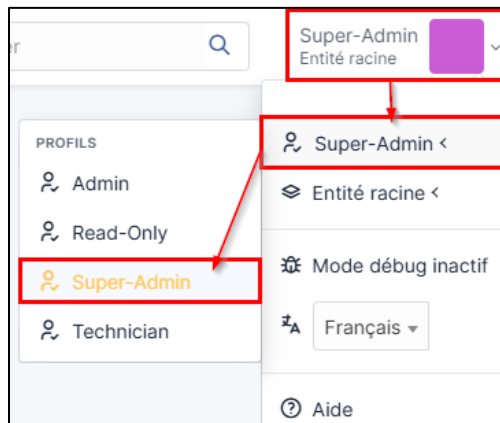 er
Super-Admin
Entité racine
Super-Admin <
Entité racine <
Mode débug inactif
Français
Aide
PROFILS
Admin
Read-Only
Super-Admin
Technician